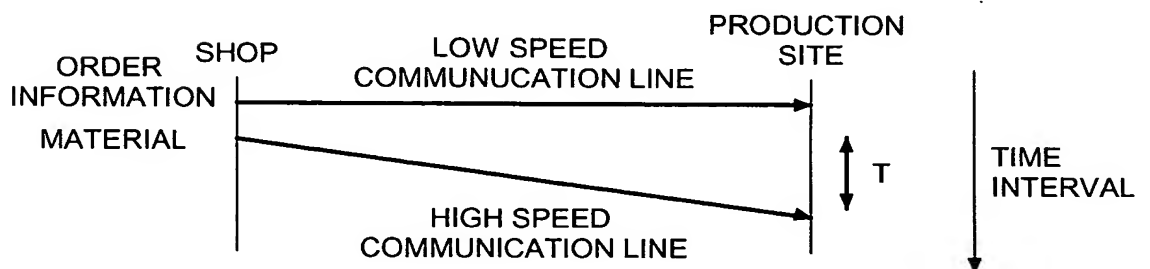 ORDER
INFORMATION
SHOP
LOW SPEED
COMMUNUCATION LINE
PRODUCTION
SITE
MATERIAL
T
TIME
INTERVAL
HIGH SPEED
COMMUNICATION LINE